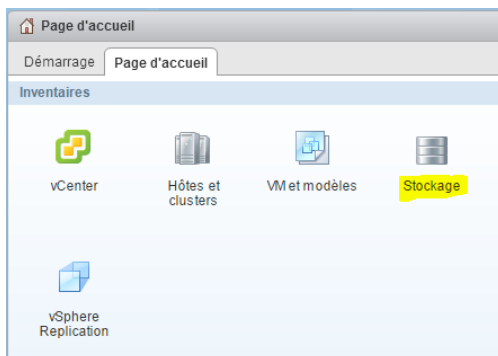 Page d'accueil
Démarrage Page d'accueil
Inventaires
vCenter Hôtes et clusters VM et modèles Stockage
vSphere Replication